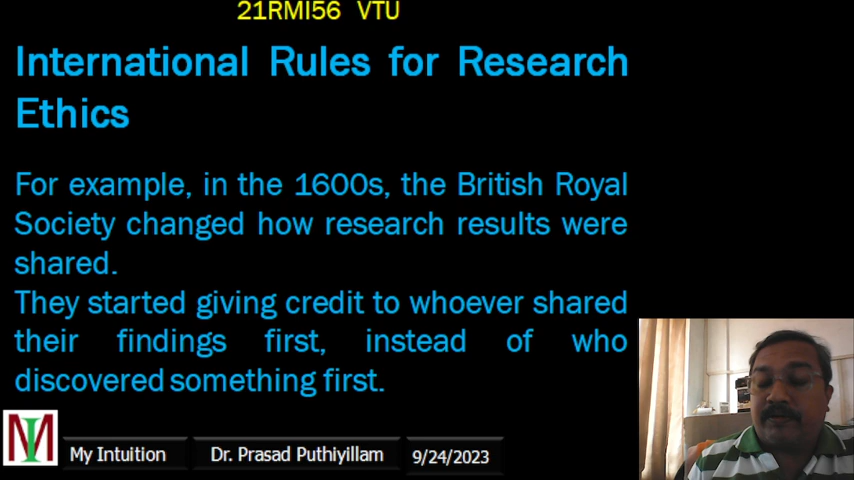 21RMI56 VTU
International Rules for Research
Ethics
For example, in the 1600s, the British Royal
Society changed how research results were
shared.
They started giving credit to whoever shared
their findings first, instead of who
discovered something first.
MI
My Intuition
Dr. Prasad Puthiyillam
9/24/2023